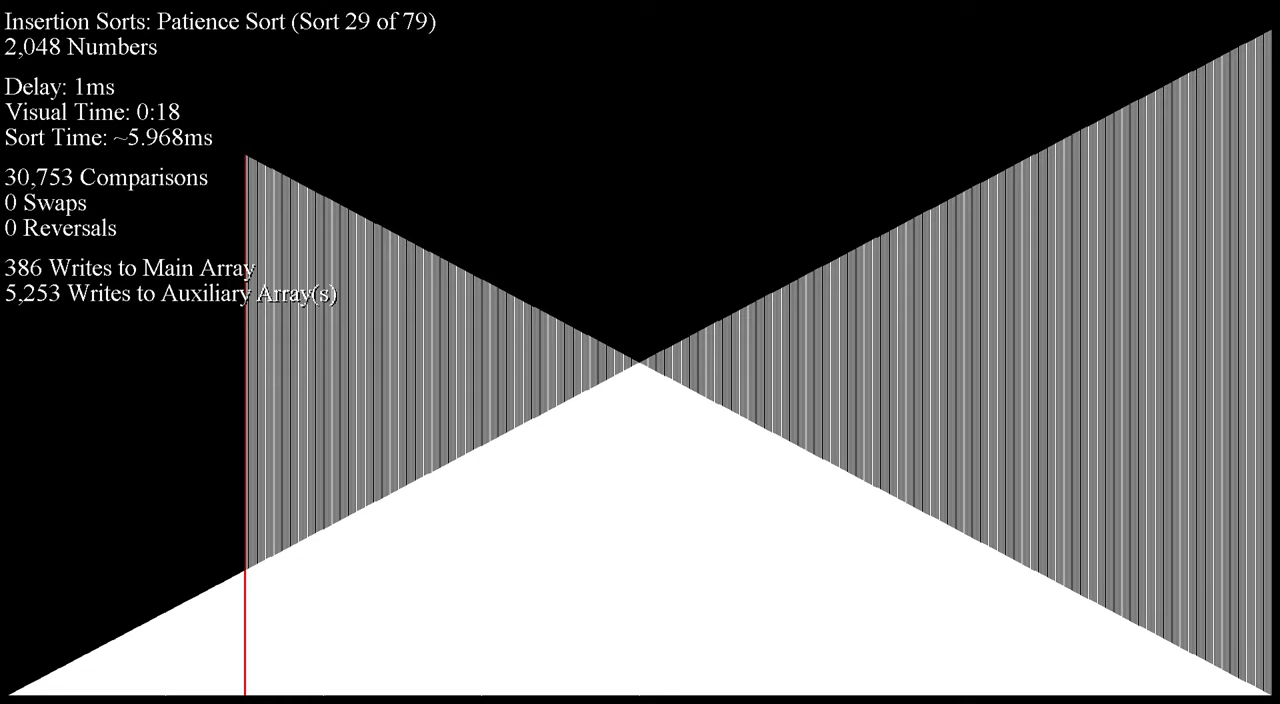 Insertion Sorts: Patience Sort (Sort 29 of 79)
2,048 Numbers
Delay: 1ms
Visual Time: 0:18
Sort Time: ~5.968ms
30,753 Comparisons
0 Swaps
0 Reversals
386 Writes to Main Array
5,253 Writes to Auxiliary Array(s)